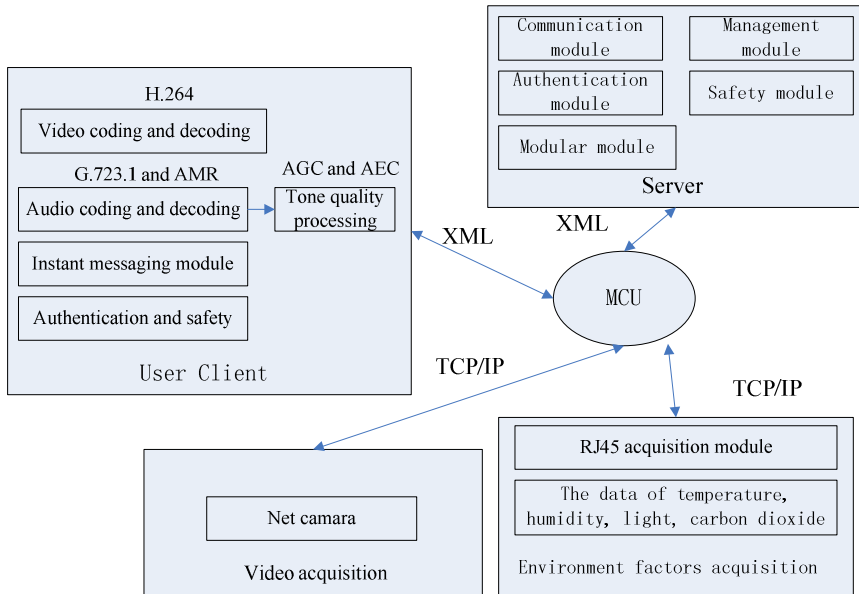 H.264
Video coding and decoding
G.723.1 and AMR
Audio coding and decoding
AGC and AEC
Tone quality
processing
Instant messaging module
Authentication and safety
User Client
Communication
module
Management
module
Authentication
module
Safety module
Modular module
Server
XML
XML
MCU
TCP/IP
TCP/IP
Net camara
Video acquisition
RJ45 acquisition module
The data of temperature,
humidity, light, carbon dioxide
Environment factors acquisition